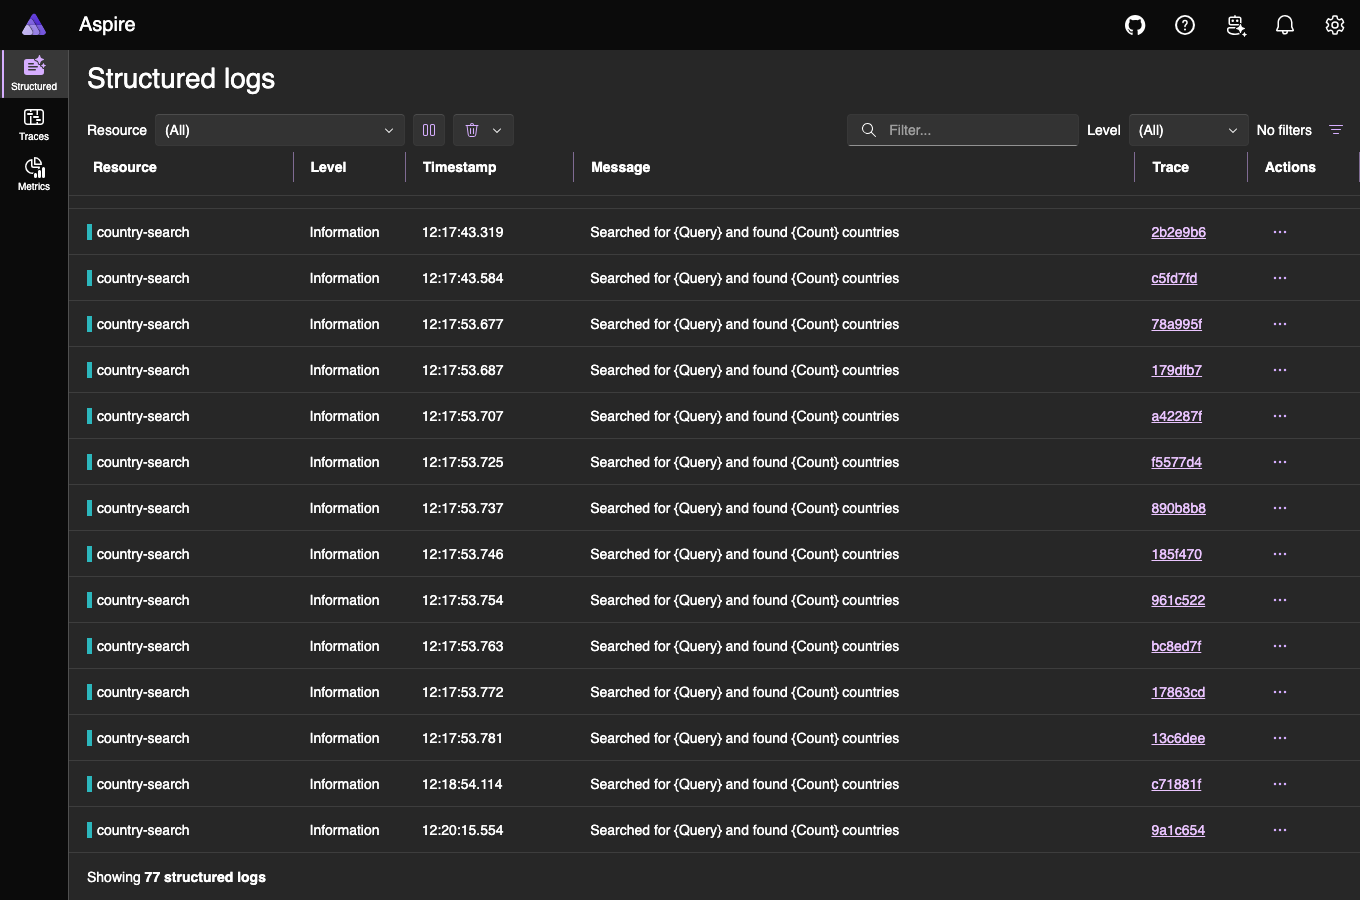 Aspire
Structured
Traces
Metrics
Structured logs
Resource (All) Filter... Level (All) No filters
Resource Level Timestamp Message Trace Actions
country-search Information 12:17:43.319 Searched for {Query} and found {Count} countries 2b2e9b6 ...
country-search Information 12:17:43.584 Searched for {Query} and found {Count} countries c5fd7fd ...
country-search Information 12:17:53.677 Searched for {Query} and found {Count} countries 78a995f ...
country-search Information 12:17:53.687 Searched for {Query} and found {Count} countries 179dfb7 ...
country-search Information 12:17:53.707 Searched for {Query} and found {Count} countries a42287f ...
country-search Information 12:17:53.725 Searched for {Query} and found {Count} countries f5577d4 ...
country-search Information 12:17:53.737 Searched for {Query} and found {Count} countries 890b8b8 ...
country-search Information 12:17:53.746 Searched for {Query} and found {Count} countries 185f470 ...
country-search Information 12:17:53.754 Searched for {Query} and found {Count} countries 961c522 ...
country-search Information 12:17:53.763 Searched for {Query} and found {Count} countries bc8ed7f ...
country-search Information 12:17:53.772 Searched for {Query} and found {Count} countries 17863cd ...
country-search Information 12:17:53.781 Searched for {Query} and found {Count} countries 13c6dee ...
country-search Information 12:18:54.114 Searched for {Query} and found {Count} countries c71881f ...
country-search Information 12:20:15.554 Searched for {Query} and found {Count} countries 9a1c654 ...
Showing 77 structured logs